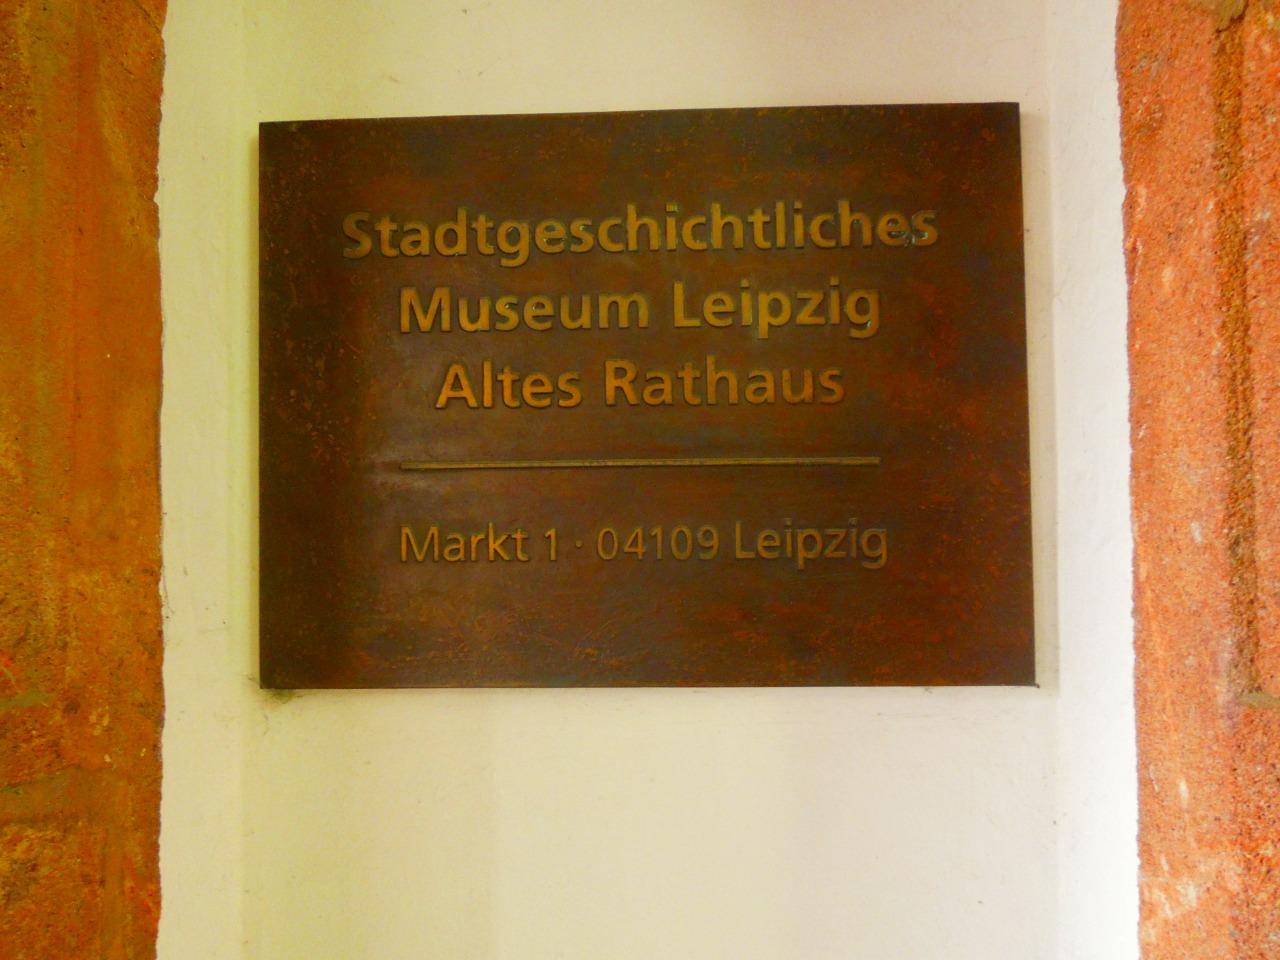 Stadtgeschichtliches
Museum Leipzig
Altes Rathaus
Markt 1 · 04109 Leipzig